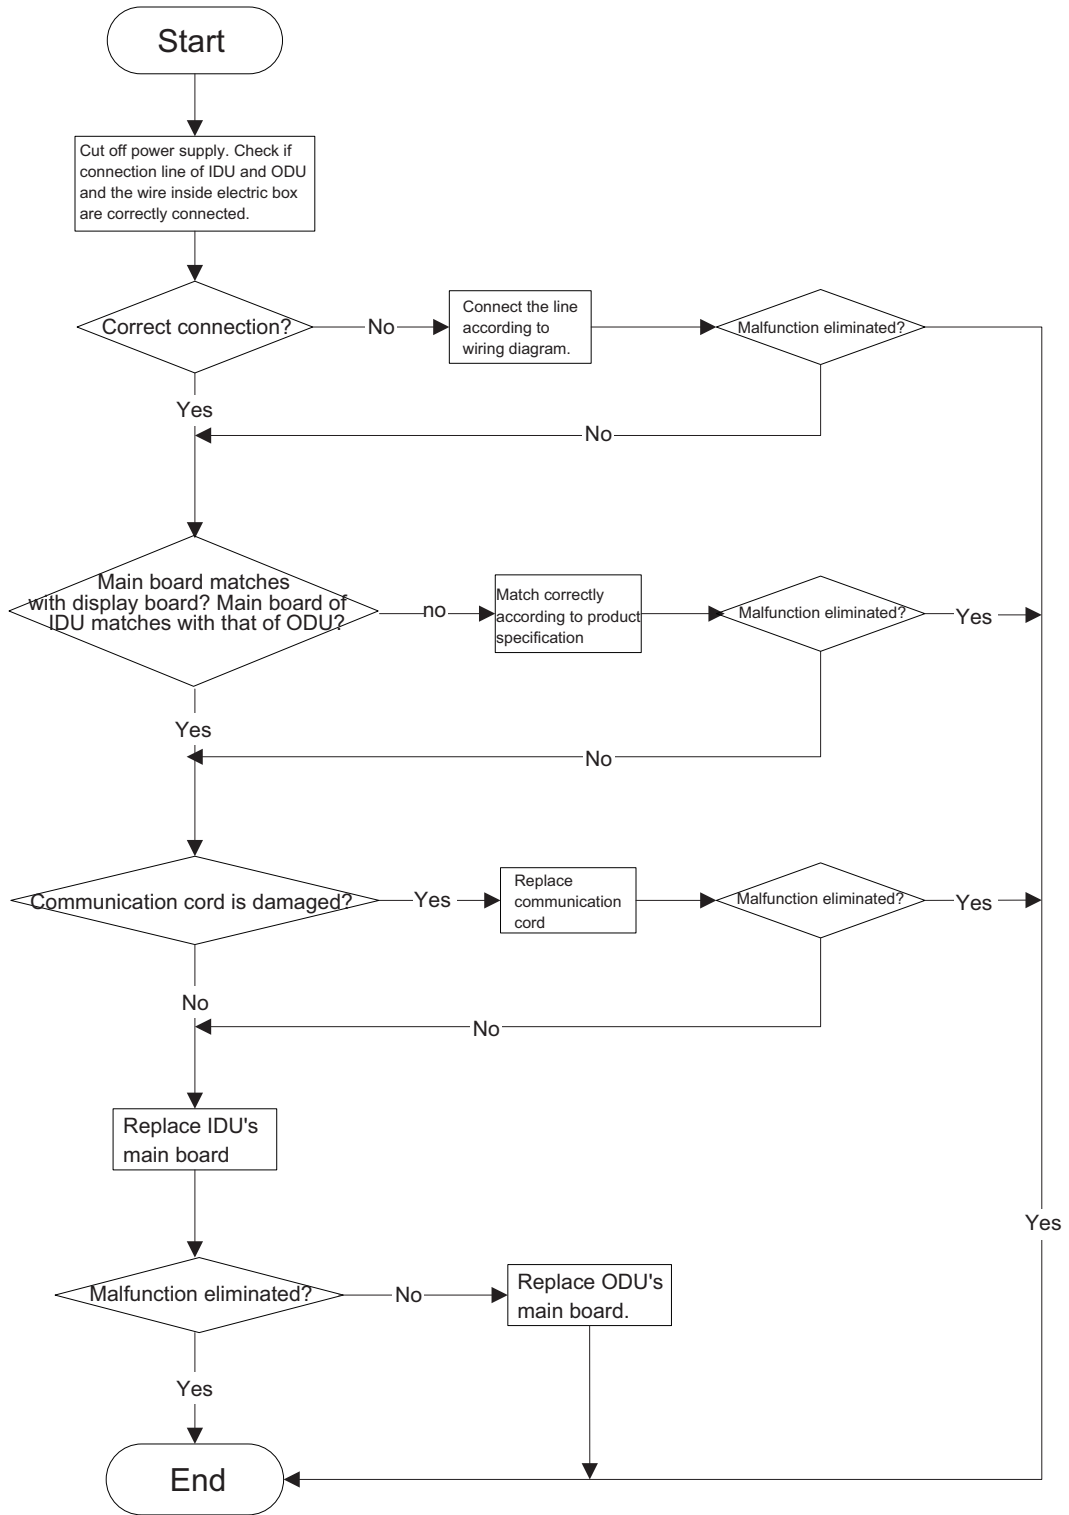 Start
Cut off power supply. Check if
connection line of IDU and ODU
and the wire inside electric box
are correctly connected.
Correct connection?
No
Connect the line
according to
wiring diagram.
Malfunction eliminated?
Yes
No
Main board matches
with display board? Main board of
IDU matches with that of ODU?
no
Match correctly
according to product
specification
Malfunction eliminated?
Yes
Yes
No
Communication cord is damaged?
Yes
Replace
communication
cord
Malfunction eliminated?
Yes
No
No
Replace IDU's
main board
Yes
Malfunction eliminated?
No
Replace ODU's
main board.
Yes
End